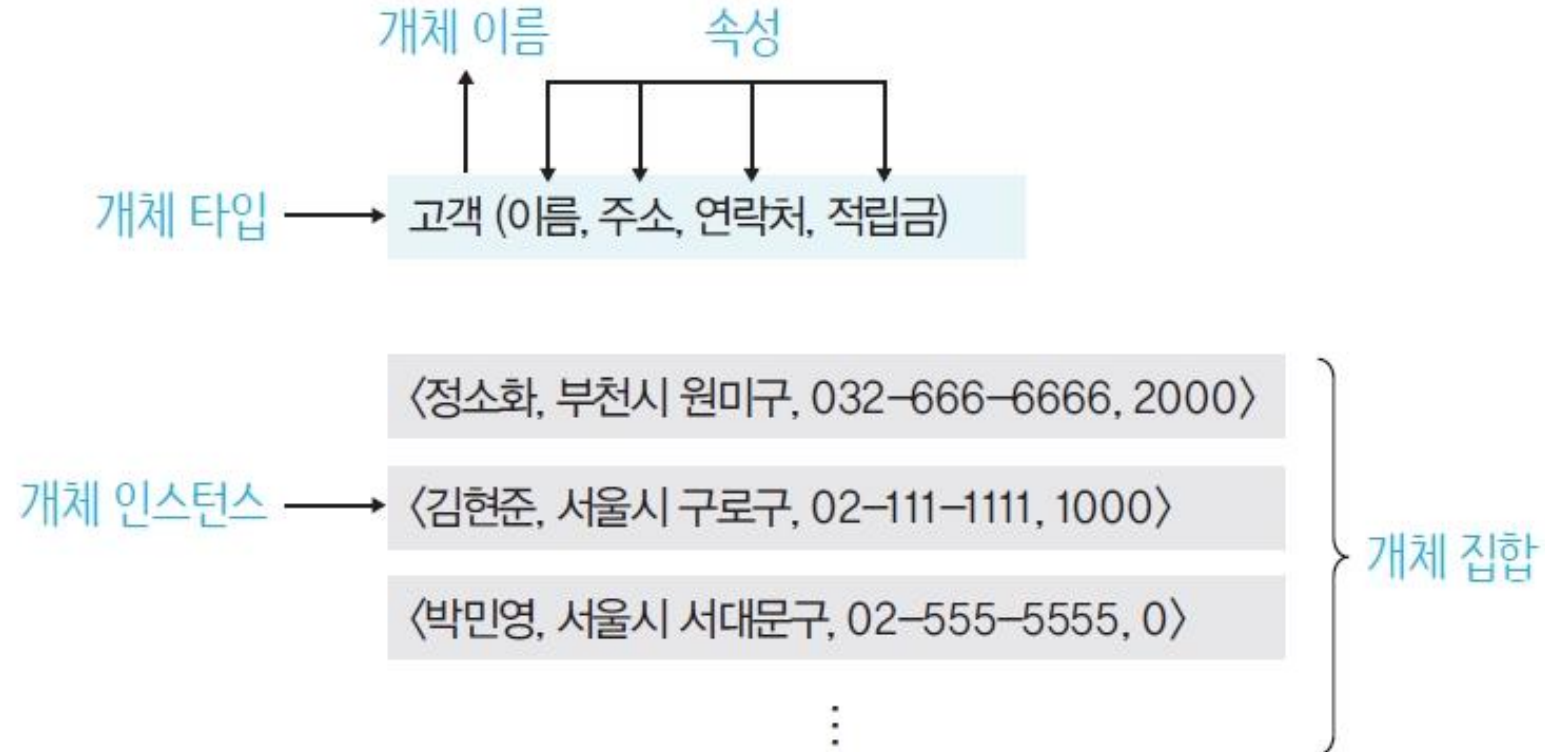 개체 이름 속성
개체 타입 고객 (이름, 주소, 연락처, 적립금)
〈정소화, 부천시 원미구, 032-666-6666, 2000〉
개체 인스턴스 〈김현준, 서울시 구로구, 02-111-1111, 1000〉
개체 집합
〈박민영, 서울시 서대문구, 02-555-5555, 0〉
⋮